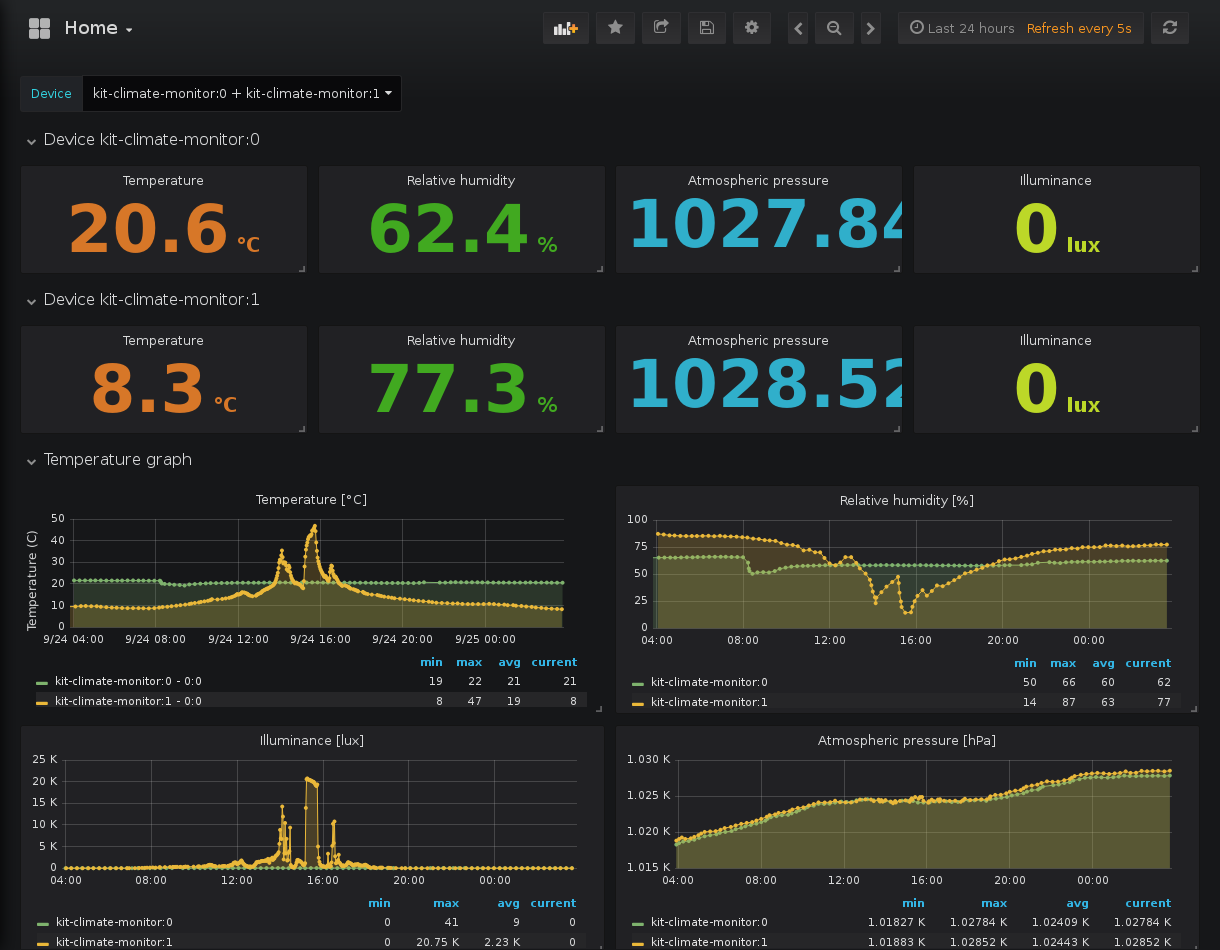 Home
Last 24 hours Refresh every 5s
Device kit-climate-monitor:0 + kit-climate-monitor:1
Device kit-climate-monitor:0
Temperature Relative humidity Atmospheric pressure Illuminance
20.6 °C 62.4 % 1027.84 0 lux
Device kit-climate-monitor:1
Temperature Relative humidity Atmospheric pressure Illuminance
8.3 °C 77.3 % 1028.52 0 lux
Temperature graph
Temperature [°C]
Temperature (C)
50
40
30
20
10
0
9/24 04:00 9/24 08:00 9/24 12:00 9/24 16:00 9/24 20:00 9/25 00:00
min max avg current
kit-climate-monitor:0 - 0:0 19 22 21 21
kit-climate-monitor:1 - 0:0 8 47 19 8
Relative humidity [%]
100
75
50
25
0
04:00 08:00 12:00 16:00 20:00 00:00
min max avg current
kit-climate-monitor:0 50 66 60 62
kit-climate-monitor:1 14 87 63 77
Illuminance [lux]
25 K
20 K
15 K
10 K
5 K
0
04:00 08:00 12:00 16:00 20:00 00:00
min max avg current
kit-climate-monitor:0 0 41 9 0
kit-climate-monitor:1 0 20.75 K 2.23 K 0
Atmospheric pressure [hPa]
1.030 K
1.025 K
1.020 K
1.015 K
04:00 08:00 12:00 16:00 20:00 00:00
min max avg current
kit-climate-monitor:0 1.01827 K 1.02784 K 1.02409 K 1.02784 K
kit-climate-monitor:1 1.01883 K 1.02852 K 1.02443 K 1.02852 K